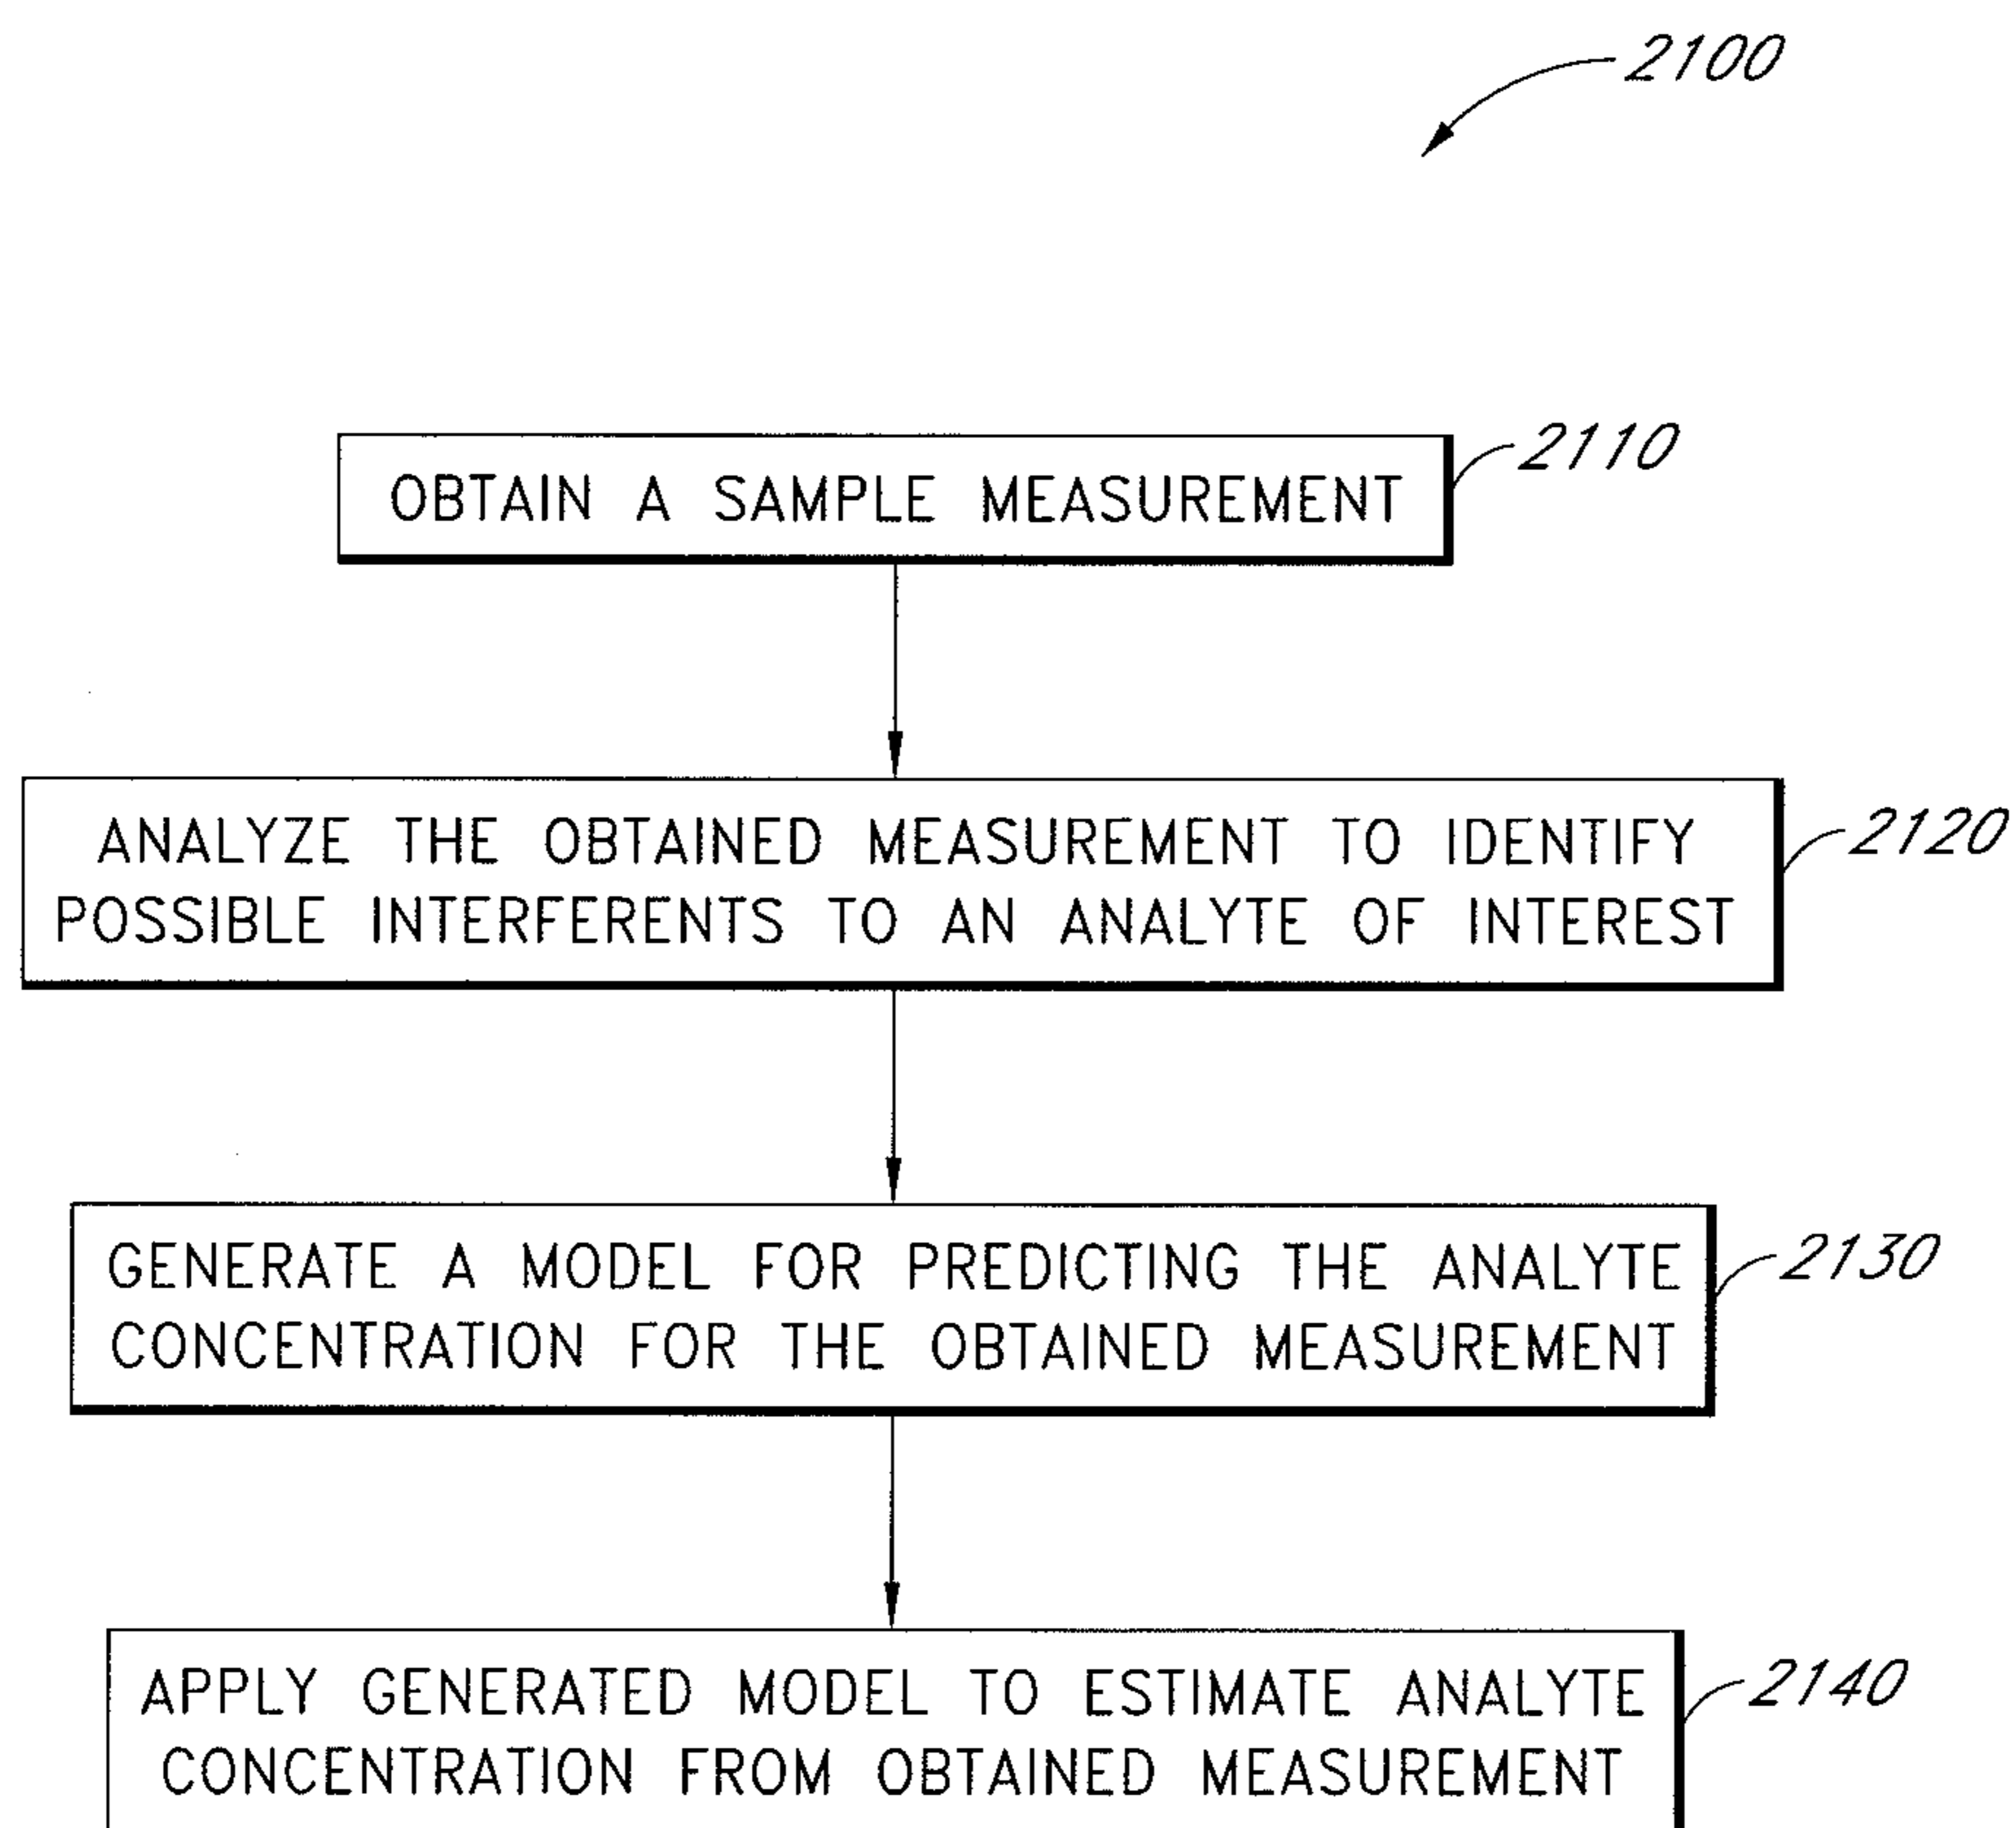 2100
OBTAIN A SAMPLE MEASUREMENT
2110
ANALYZE THE OBTAINED MEASUREMENT TO IDENTIFY
POSSIBLE INTERFERENTS TO AN ANALYTE OF INTEREST
2120
GENERATE A MODEL FOR PREDICTING THE ANALYTE
CONCENTRATION FOR THE OBTAINED MEASUREMENT
2130
APPLY GENERATED MODEL TO ESTIMATE ANALYTE
CONCENTRATION FROM OBTAINED MEASUREMENT
2140